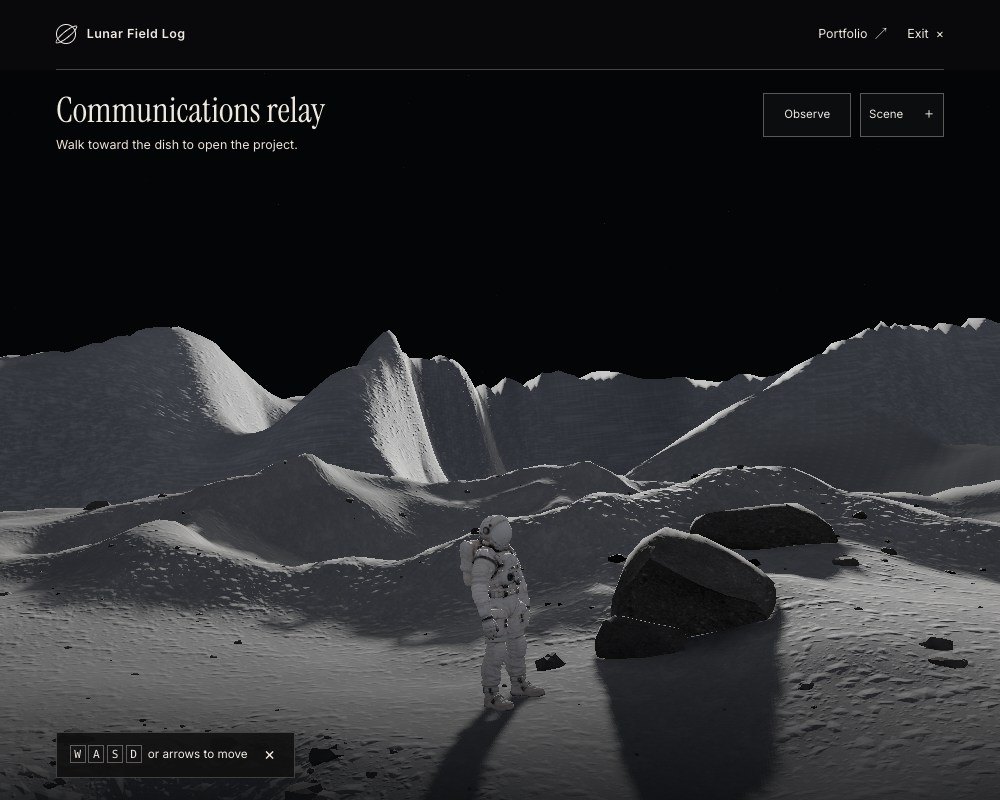 Lunar Field Log
Portfolio ↗
Exit ×
Communications relay
Walk toward the dish to open the project.
Observe
Scene +
W A S D or arrows to move ×